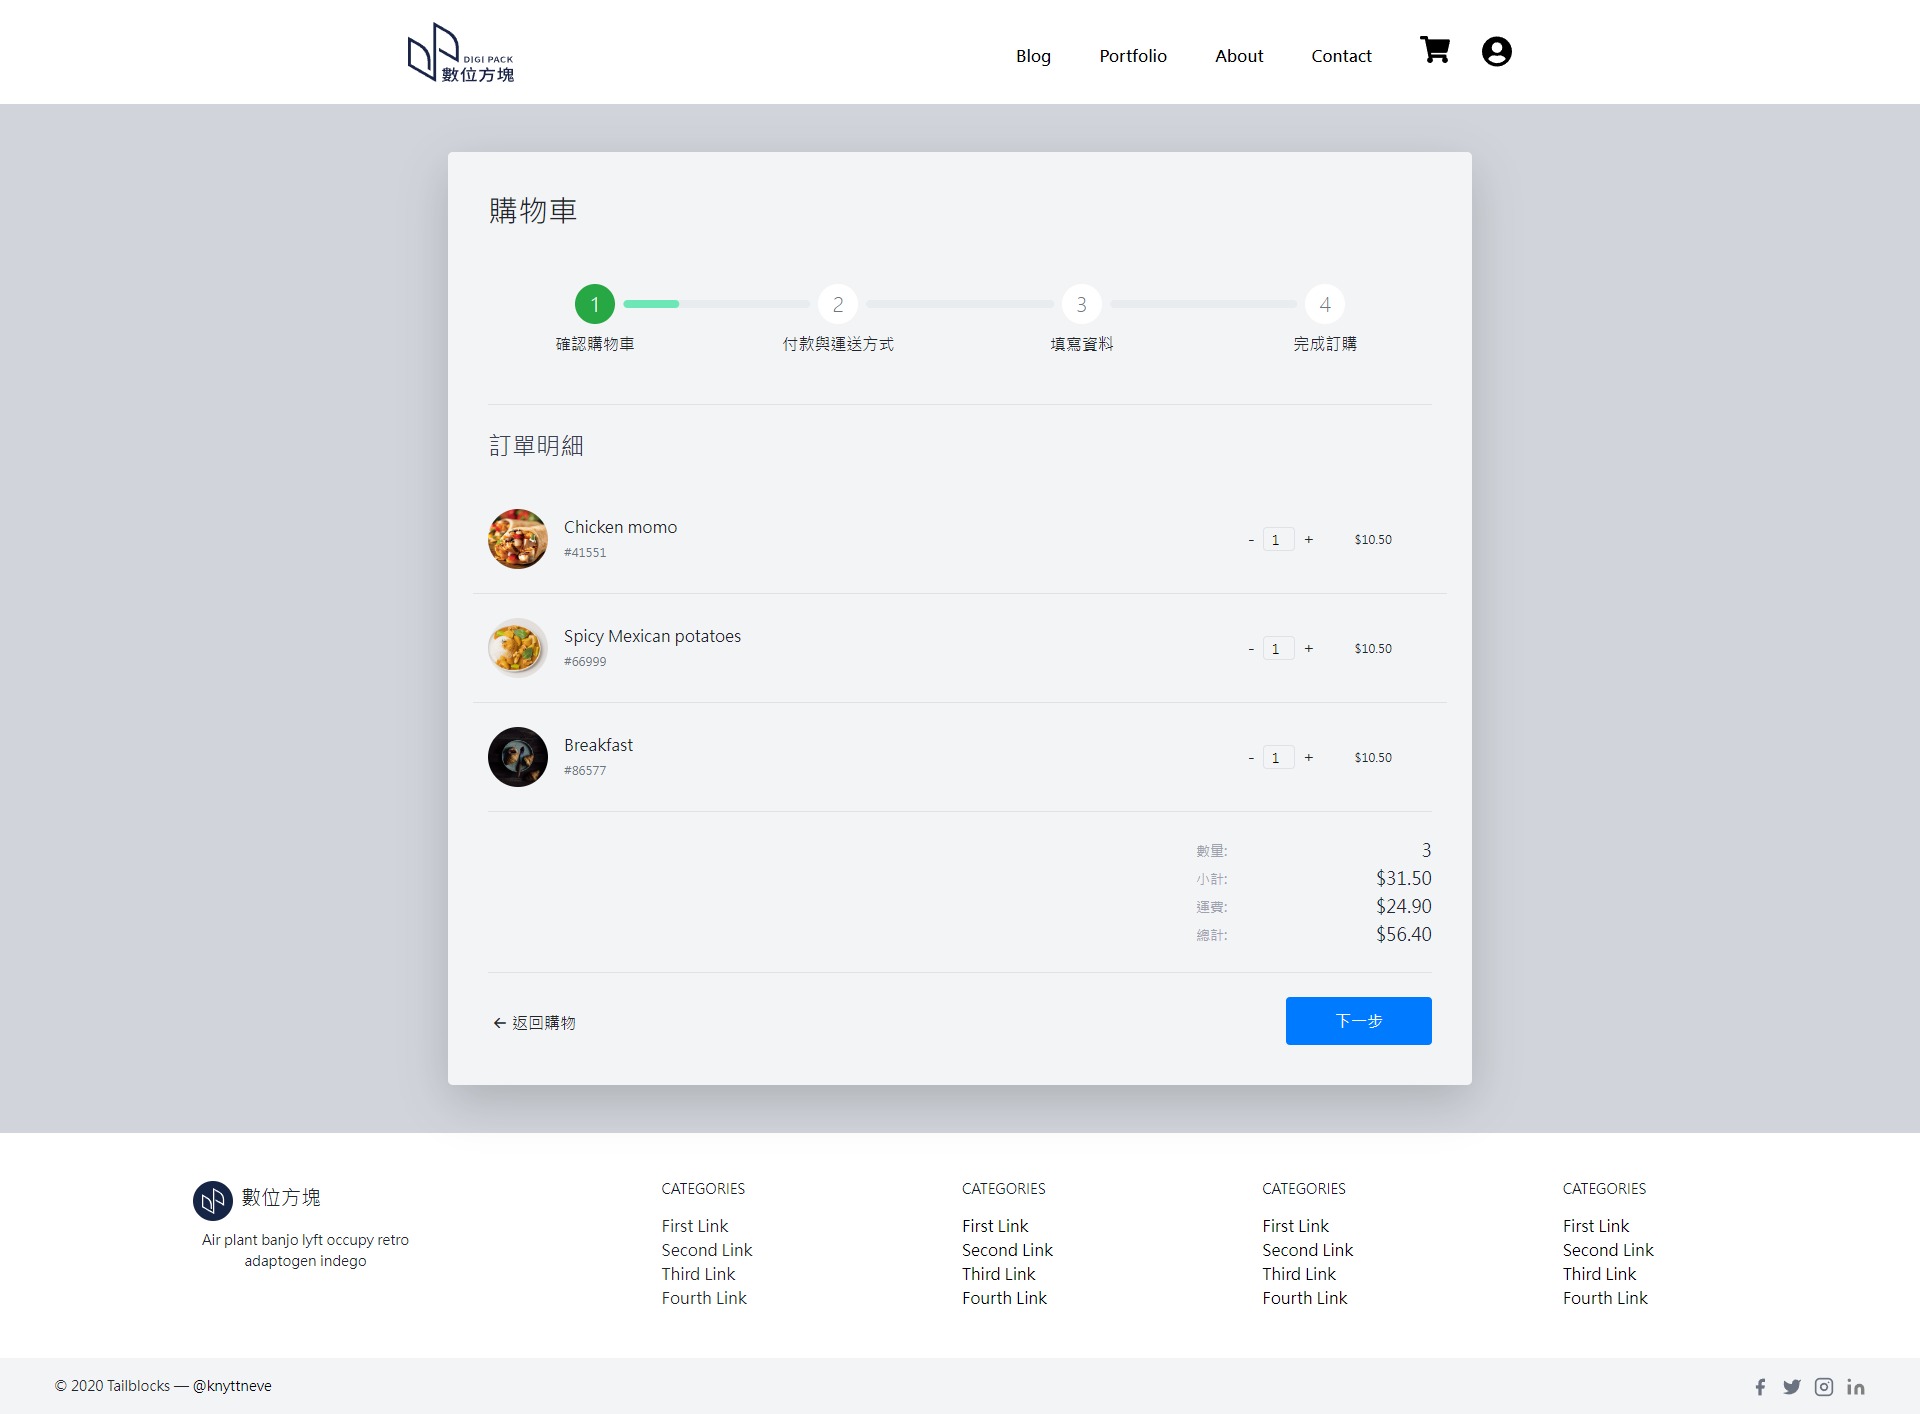 DIGI PACK
數位方塊
Blog
Portfolio
About
Contact
購物車
1
2
3
4
確認購物車
付款與運送方式
填寫資料
完成訂購
訂單明細
Chicken momo
#41551
- 1 +
$10.50
Spicy Mexican potatoes
#66999
- 1 +
$10.50
Breakfast
#86577
- 1 +
$10.50
數量: 3
小計: $31.50
運費: $24.90
總計: $56.40
← 返回購物
下一步
數位方塊
Air plant banjo lyft occupy retro
adaptogen indego
CATEGORIES
First Link
Second Link
Third Link
Fourth Link
CATEGORIES
First Link
Second Link
Third Link
Fourth Link
CATEGORIES
First Link
Second Link
Third Link
Fourth Link
CATEGORIES
First Link
Second Link
Third Link
Fourth Link
© 2020 Tailblocks — @knyttneve